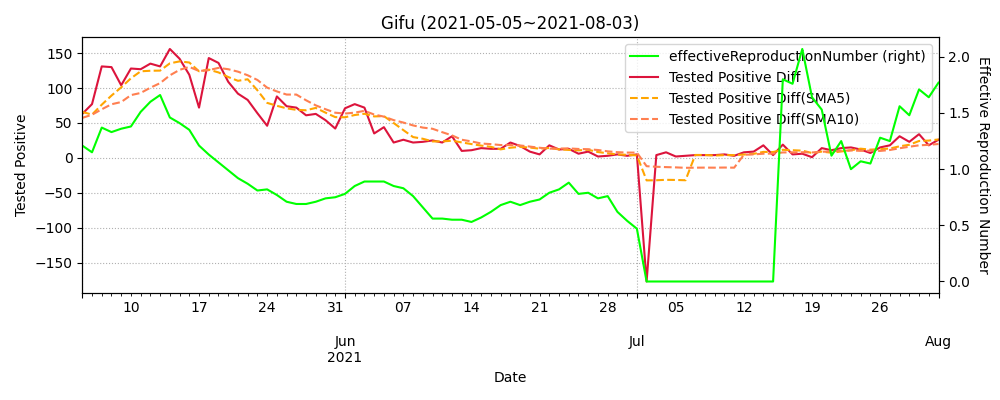 Gifu (2021-05-05~2021-08-03)
effectiveReproductionNumber (right)
Tested Positive Diff
Tested Positive Diff(SMA5)
Tested Positive Diff(SMA10)
Tested Positive
150
100
50
0
−50
−100
−150
2.0
1.5
1.0
0.5
0.0
Effective Reproduction Number
10 17 24 31 07 14 21 28 05 12 19 26
Jun Jul Aug
2021
Date